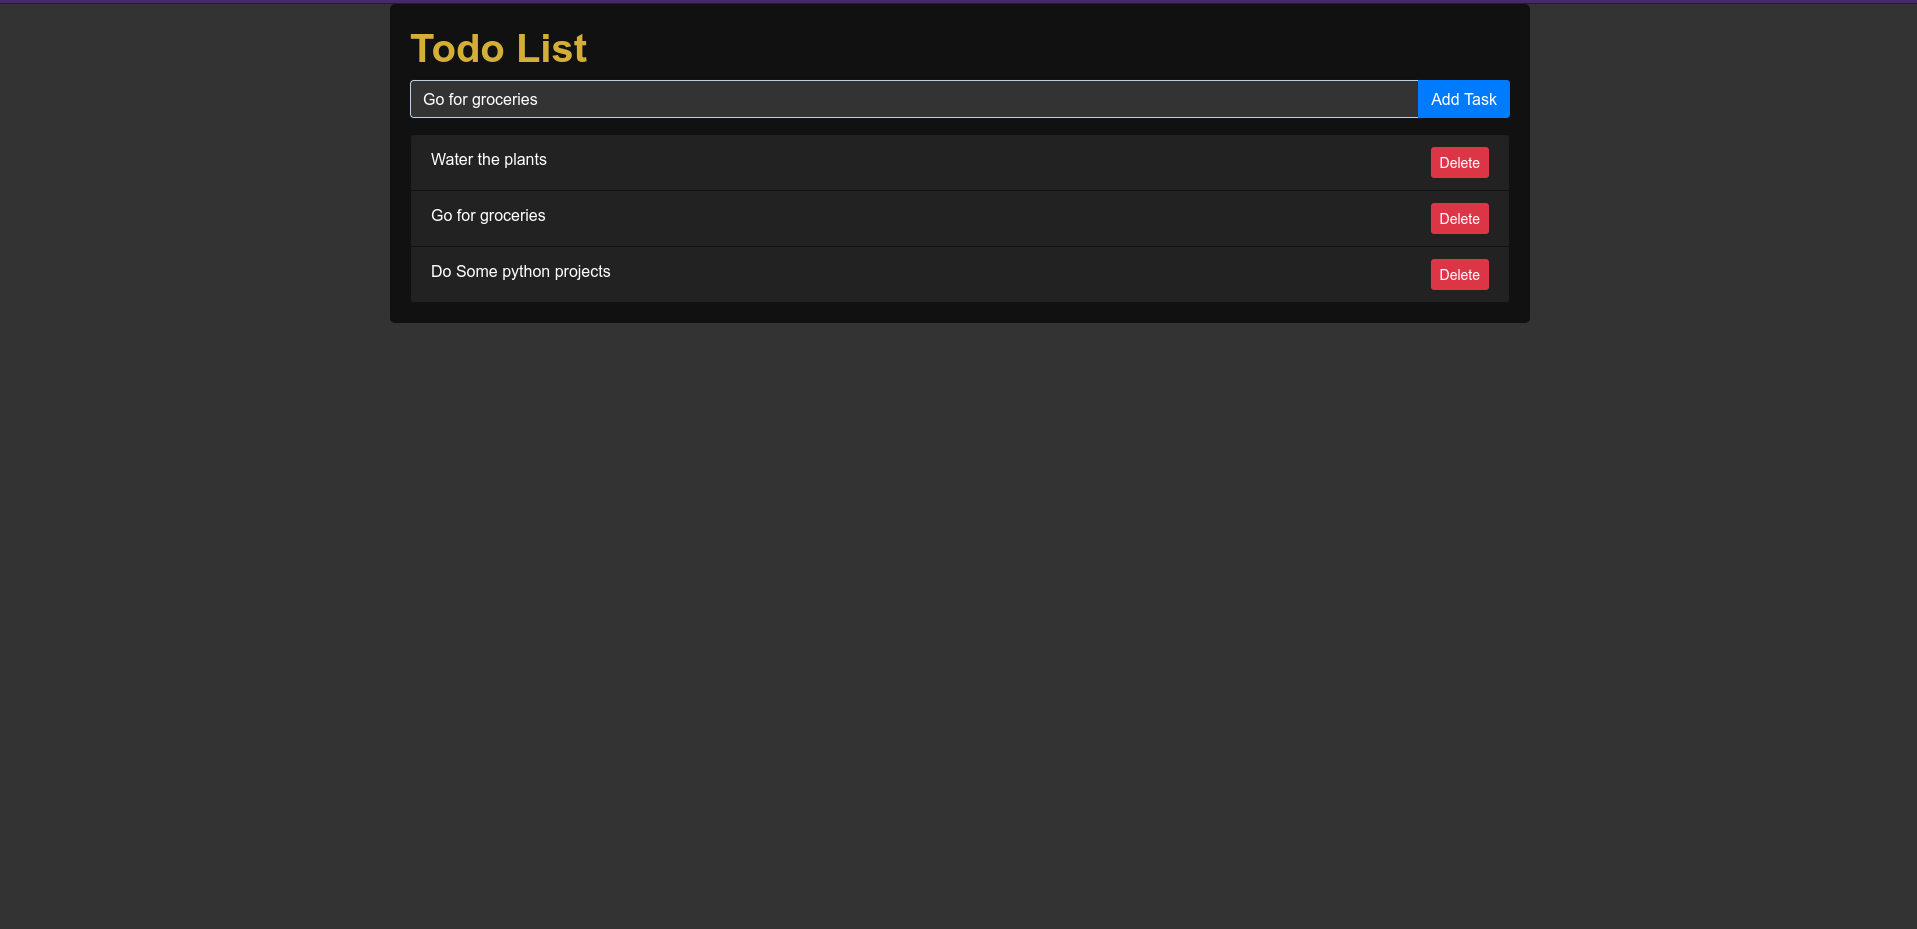 Todo List
Go for groceries Add Task
Water the plants Delete
Go for groceries Delete
Do Some python projects Delete